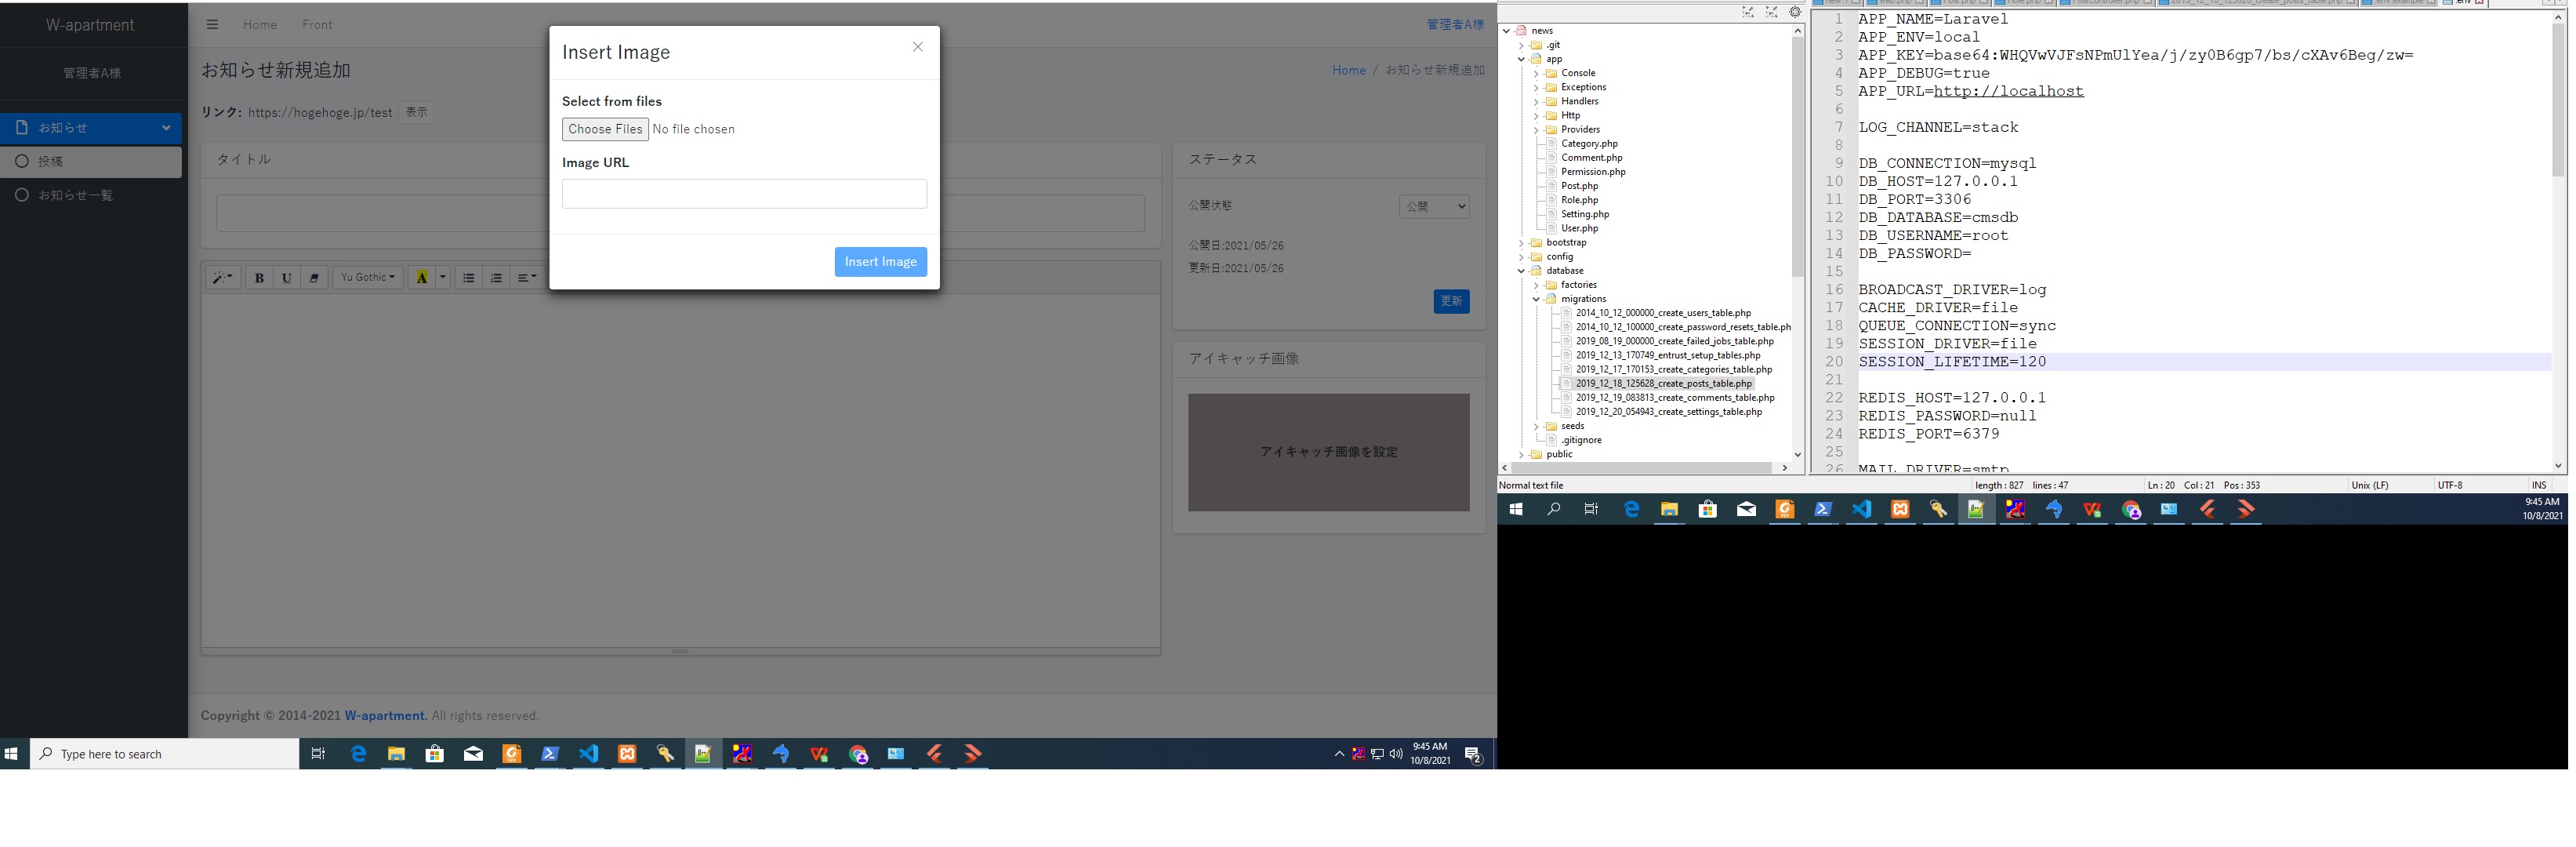 W-apartment
Home
Front
管理者A様
管理者A様
お知らせ
投稿
お知らせ一覧
お知らせ新規追加
Home / お知らせ新規追加
リンク: https://hogehoge.jp/test 表示
タイトル
B U Yu Gothic A
Insert Image
×
Select from files
Choose Files No file chosen
Image URL
Insert Image
ステータス
公開状態
公開
公開日:2021/05/26
更新日:2021/05/26
更新
アイキャッチ画像
アイキャッチ画像を設定
Copyright © 2014-2021 W-apartment. All rights reserved.
Type here to search
9:45 AM
10/8/2021
2
news
.git
app
Console
Exceptions
Handlers
Http
Providers
Category.php
Comment.php
Permission.php
Post.php
Role.php
Setting.php
User.php
bootstrap
config
database
factories
migrations
2014_10_12_000000_create_users_table.php
2014_10_12_100000_create_password_resets_table.ph
2019_08_19_000000_create_failed_jobs_table.php
2019_12_13_170749_entrust_setup_tables.php
2019_12_17_170153_create_categories_table.php
2019_12_18_125628_create_posts_table.php
2019_12_19_083813_create_comments_table.php
2019_12_20_054943_create_settings_table.php
seeds
.gitignore
public
1 APP_NAME=Laravel
2 APP_ENV=local
3 APP_KEY=base64:WHQVwVJFsNPmUlYea/j/zy0B6gp7/bs/cXAv6Beg/zw=
4 APP_DEBUG=true
5 APP_URL=http://localhost
6
7 LOG_CHANNEL=stack
8
9 DB_CONNECTION=mysql
10 DB_HOST=127.0.0.1
11 DB_PORT=3306
12 DB_DATABASE=cmsdb
13 DB_USERNAME=root
14 DB_PASSWORD=
15
16 BROADCAST_DRIVER=log
17 CACHE_DRIVER=file
18 QUEUE_CONNECTION=sync
19 SESSION_DRIVER=file
20 SESSION_LIFETIME=120
21
22 REDIS_HOST=127.0.0.1
23 REDIS_PASSWORD=null
24 REDIS_PORT=6379
25
26 MAIL_DRIVER=smtp
Normal text file length : 827 lines : 47 Ln : 20 Col : 21 Pos : 353 Unix (LF) UTF-8 INS
9:45 AM
10/8/2021